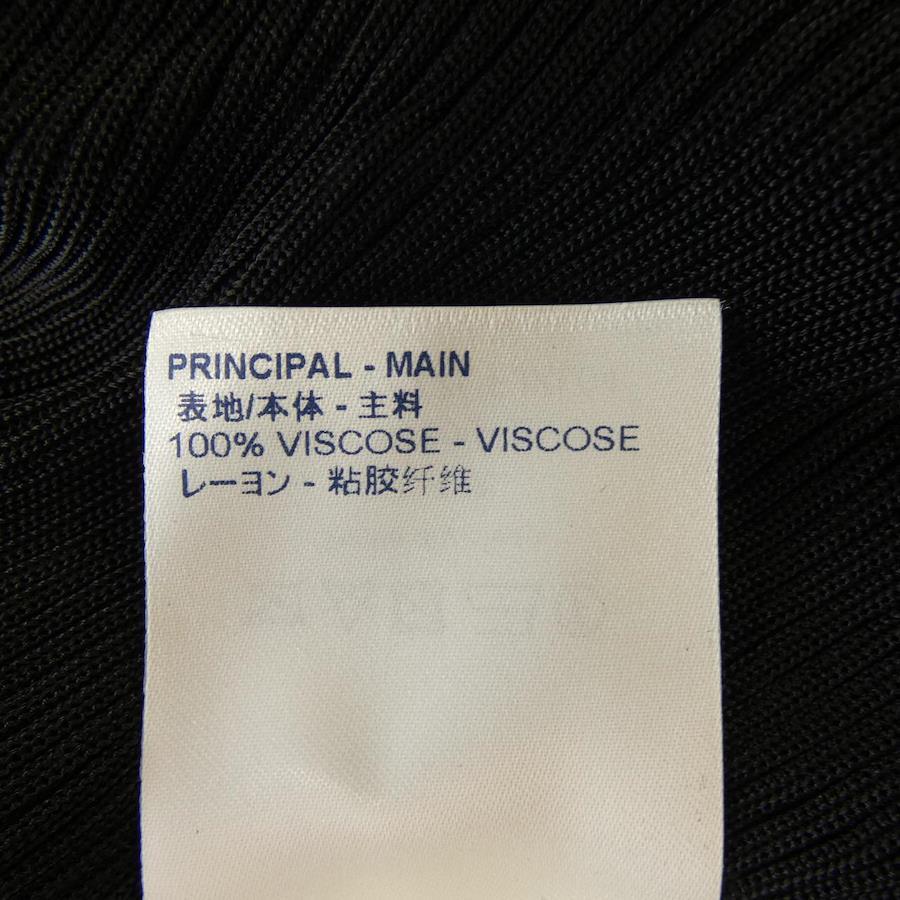 PRINCIPAL - MAIN
表地/本体 - 主料
100% VISCOSE - VISCOSE
レーヨン - 粘胶纤维